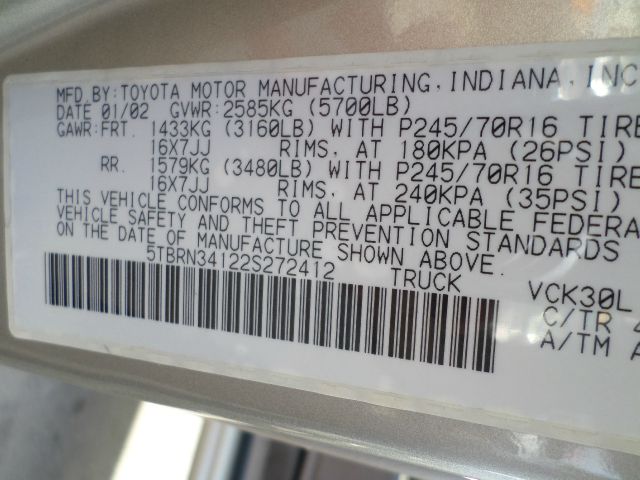 MFD.BY:TOYOTA MOTOR MANUFACTURING,INDIANA,INC
DATE 01/02 GVWR:2585KG (5700LB)
GAWR:FRT. 1433KG (3160LB) WITH P245/70R16 TIRE
16X7JJ RIMS, AT 180KPA (26PSI)
RR. 1579KG (3480LB) WITH P245/70R16 TIRE
16X7JJ RIMS, AT 240KPA (35PSI)
THIS VEHICLE CONFORMS TO ALL APPLICABLE FEDERA
VEHICLE SAFETY AND THEFT PREVENTION STANDARDS
ON THE DATE OF MANUFACTURE SHOWN ABOVE.
5TBRN34122S272412 TRUCK VCK30L
C/TR
A/TM